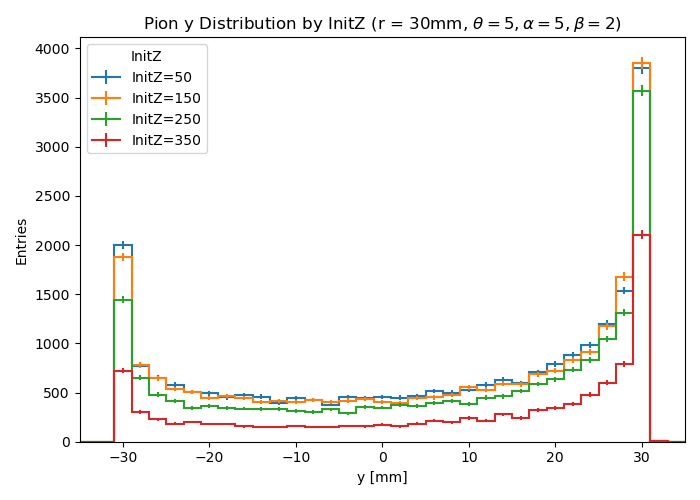 Pion y Distribution by InitZ (r = 30mm, θ = 5, α = 5, β = 2)
InitZ
InitZ=50
InitZ=150
InitZ=250
InitZ=350
Entries
4000
3500
3000
2500
2000
1500
1000
500
0
−30
−20
−10
0
10
20
30
y [mm]